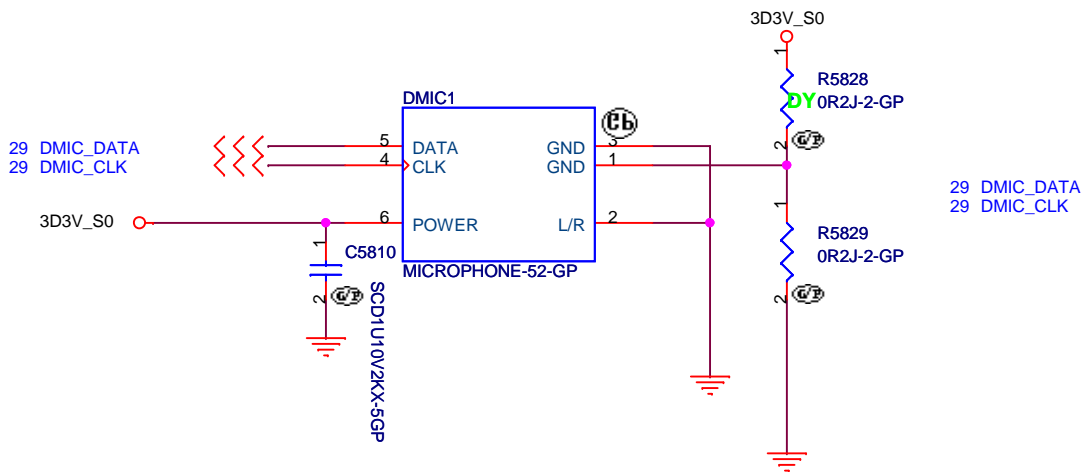 3D3V_S0
1
R5828
DY
0R2J-2-GP
2
G/P
DMIC1
Cb
29 DMIC_DATA
29 DMIC_CLK
5
DATA
4
CLK
GND
3
GND
1
3D3V_S0
6
POWER
L/R
2
MICROPHONE-52-GP
1
C5810
2
G/P
SCD1U10V2KX-5GP
29 DMIC_DATA
29 DMIC_CLK
1
R5829
0R2J-2-GP
2
G/P